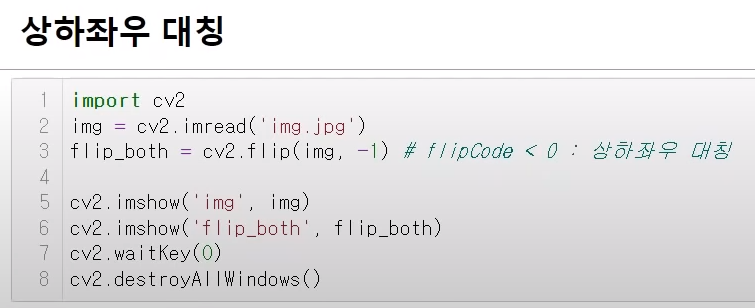 상하좌우 대칭
1 import cv2
2 img = cv2.imread('img.jpg')
3 flip_both = cv2.flip(img, -1) # flipCode < 0 : 상하좌우 대칭
4
5 cv2.imshow('img', img)
6 cv2.imshow('flip_both', flip_both)
7 cv2.waitKey(0)
8 cv2.destroyAllWindows()